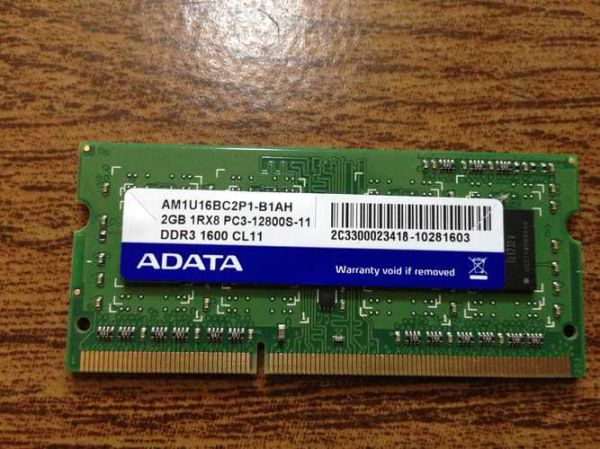 AM1U16BC2P1-B1AH
2GB 1RX8 PC3-12800S-11
DDR3 1600 CL11
2C3300023418-10281603
ADATA
Warranty void if removed